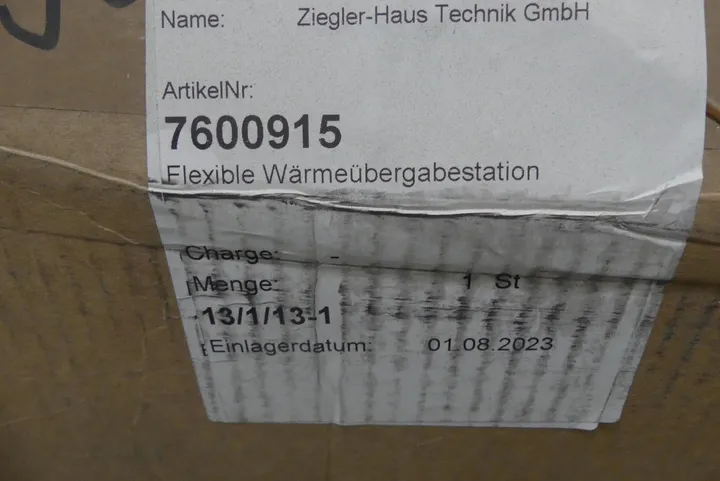 Name: Ziegler-Haus Technik GmbH
ArtikelNr:
7600915
Flexible Wärmeübergabestation
Charge: -
Menge: 1 St
13/1/13-1
Einlagerdatum: 01.08.2023